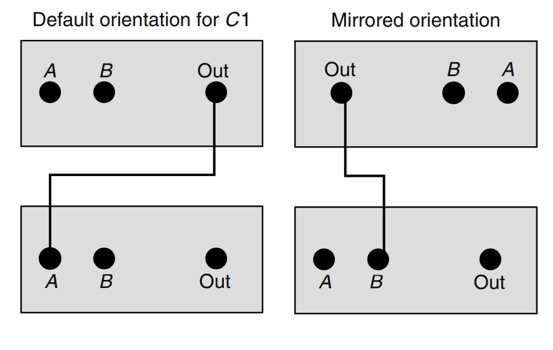 Default orientation for C1
Mirrored orientation
A B Out
Out B A
A B Out
A B Out